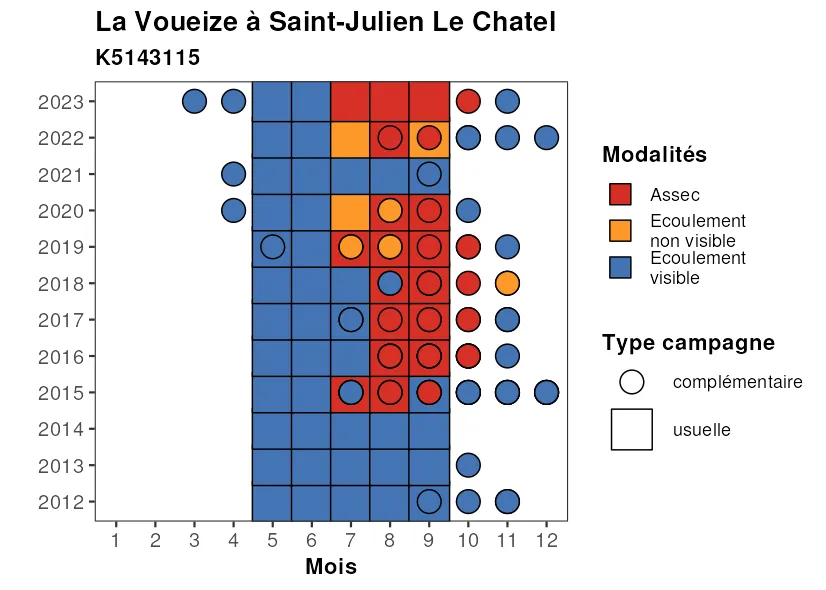 La Voueize à Saint-Julien Le Chatel
K5143115
2023
2022
2021
2020
2019
2018
2017
2016
2015
2014
2013
2012
1 2 3 4 5 6 7 8 9 10 11 12
Mois
Modalités
Assec
Ecoulement
non visible
Ecoulement
visible
Type campagne
complémentaire
usuelle